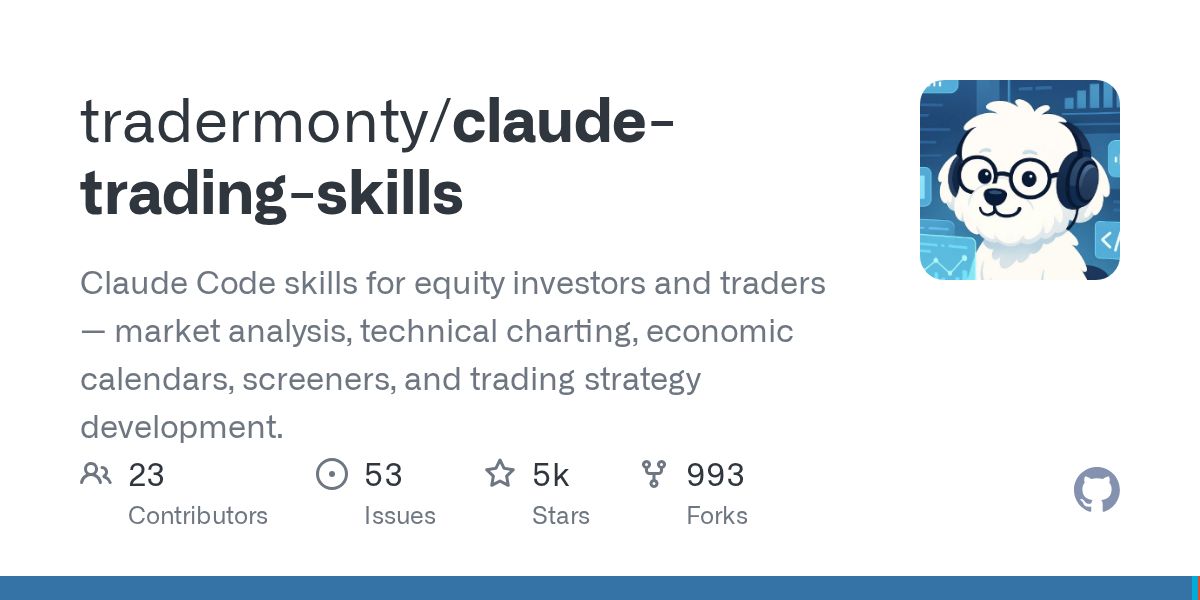 tradermonty/claude-
trading-skills
Claude Code skills for equity investors and traders
— market analysis, technical charting, economic
calendars, screeners, and trading strategy
development.
23 53 5k 993
Contributors Issues Stars Forks